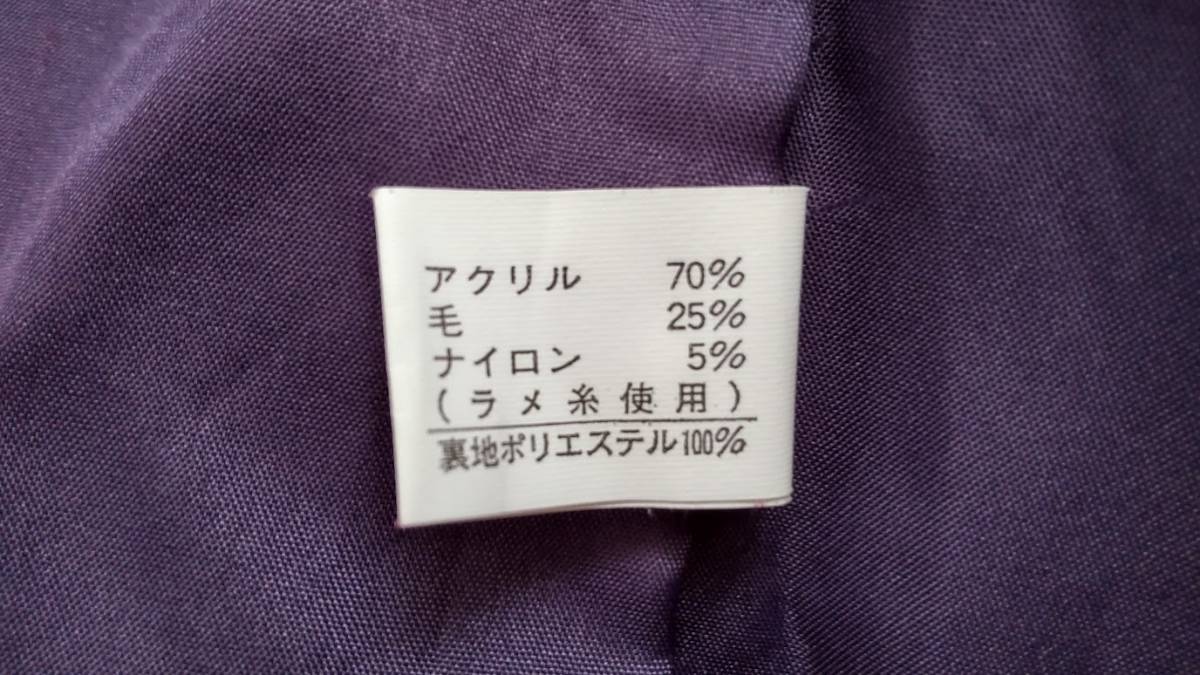 アクリル 70%
毛 25%
ナイロン 5%
(ラメ糸使用)
裏地ポリエステル100%